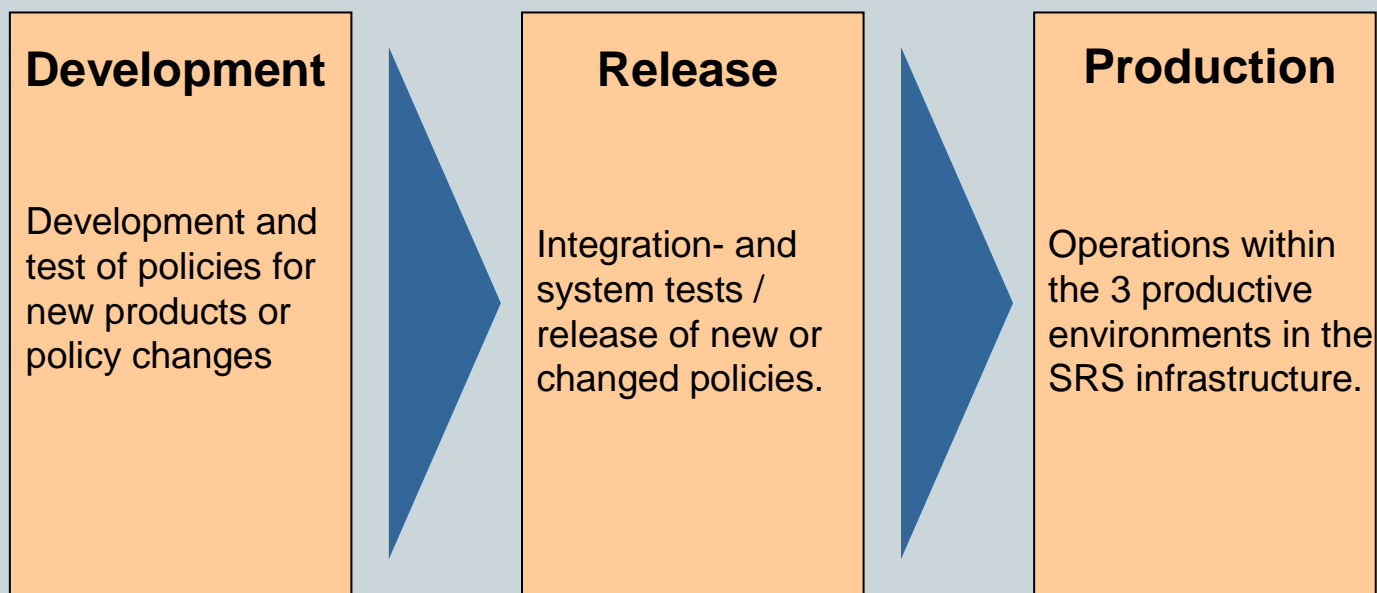 Development
Development and
test of policies for
new products or
policy changes
Release
Integration- and
system tests /
release of new or
changed policies.
Production
Operations within
the 3 productive
environments in the
SRS infrastructure.